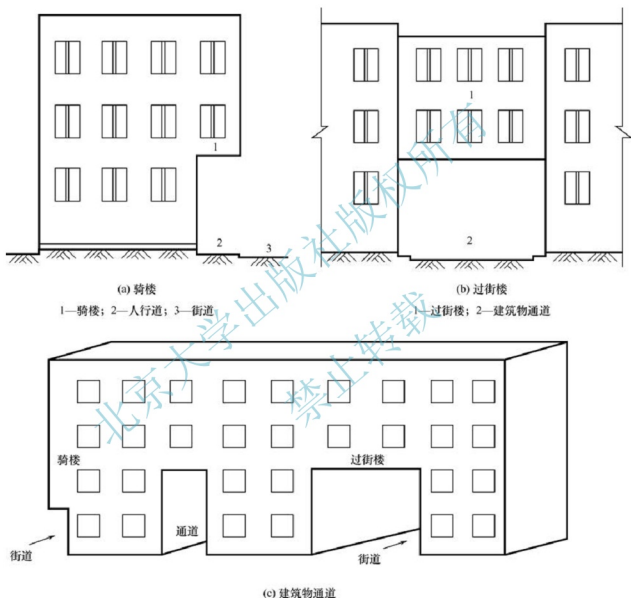 1
2
3
(a) 骑楼
1—骑楼；2—人行道；3—街道
1
2
(b) 过街楼
1—过街楼；2—建筑物通道
北京大学出版社版权所有
禁止转载
骑楼
过街楼
通道
街道
街道
(c) 建筑物通道